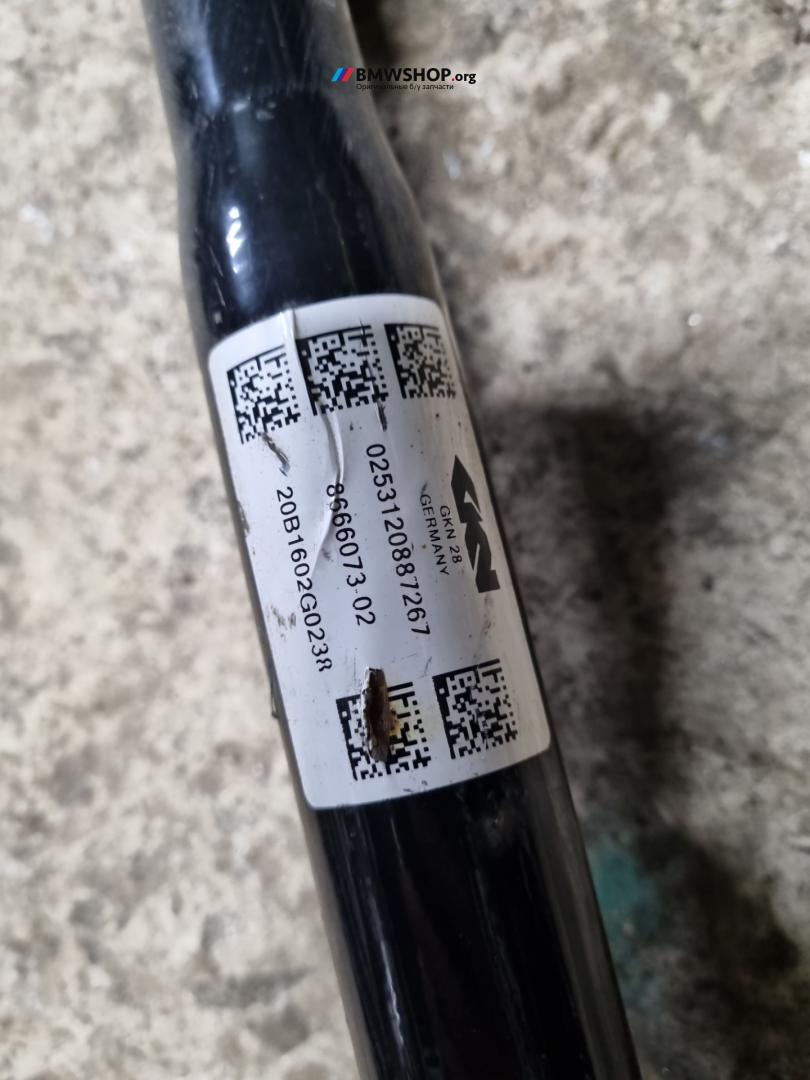 BMWSHOP.org
Оригинальные б/у запчасти
GKN 28
GERMANY
0253120887267
8666073-02
20B1602G0238